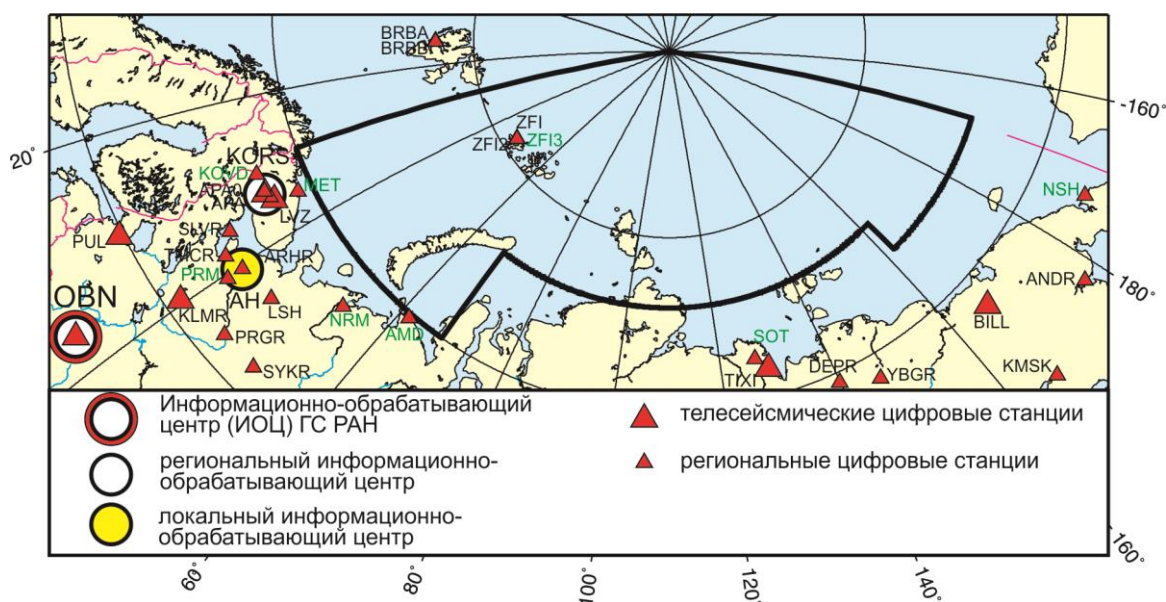 BRBA
BRBB
-160°
ZFI
ZFI2
ZFI3
20°
KORS
KOVD
MET
NSH
APA0
APA
LVZ
SLVR
PUL
TMCR
ARHR
PRM
ANDR
180°
OBN
AH
KLMR
LSH
NRM
AMD
BILL
SOT
PRGR
SYKR
TIXI
DEPR
YBGR
KMSK
Информационно-обрабатывающий
центр (ИОЦ) ГС РАН
региональный информационно-
обрабатывающий центр
локальный информационно-
обрабатывающий центр
телесейсмические цифровые станции
региональные цифровые станции
60°
80°
100°
120°
140°
160°